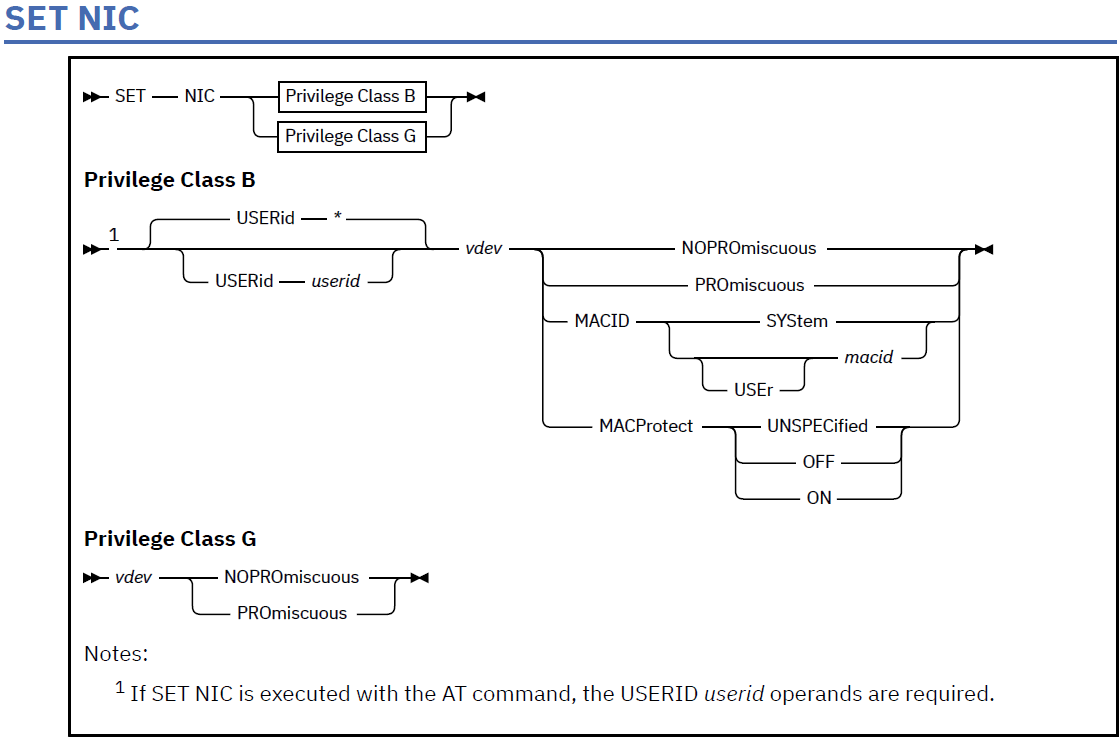 SET NIC
SET NIC Privilege Class B
Privilege Class G
Privilege Class B
USERid *
1
USERid userid
vdev NOPROmiscuous
PROmiscuous
MACID SYStem
macid
USEr
MACProtect UNSPECified
OFF
ON
Privilege Class G
vdev NOPROmiscuous
PROmiscuous
Notes:
1 If SET NIC is executed with the AT command, the USERID userid operands are required.